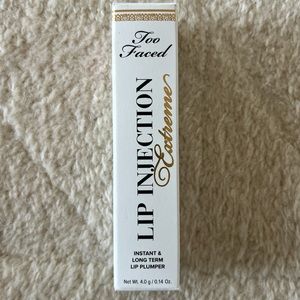 Too
Faced
LIP INJECTION
Extreme
INSTANT &
LONG TERM
LIP PLUMPER
Net Wt. 4.0 g / 0.14 Oz.